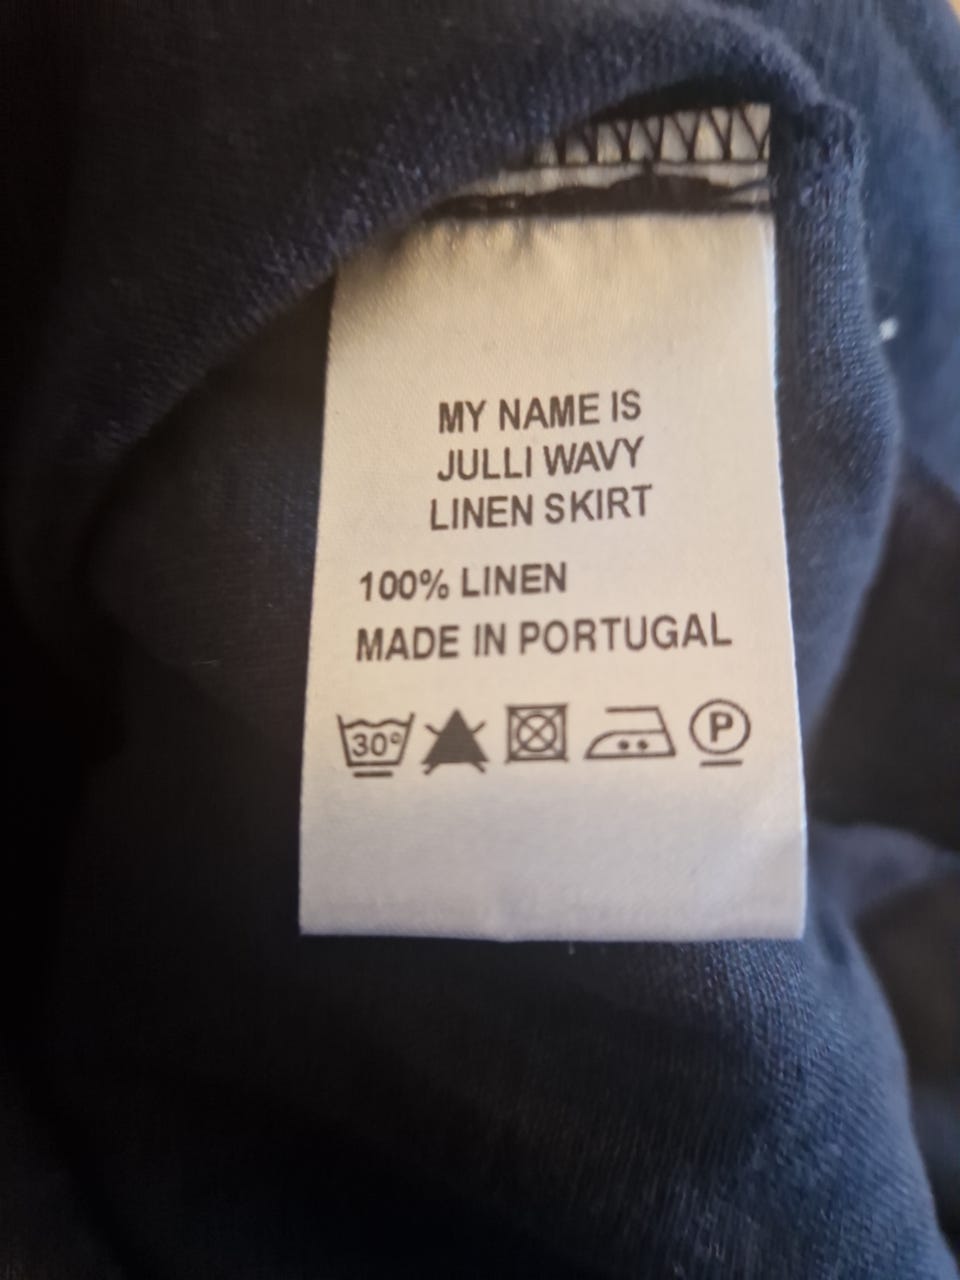 MY NAME IS
JULLI WAVY
LINEN SKIRT
100% LINEN
MADE IN PORTUGAL
30° P